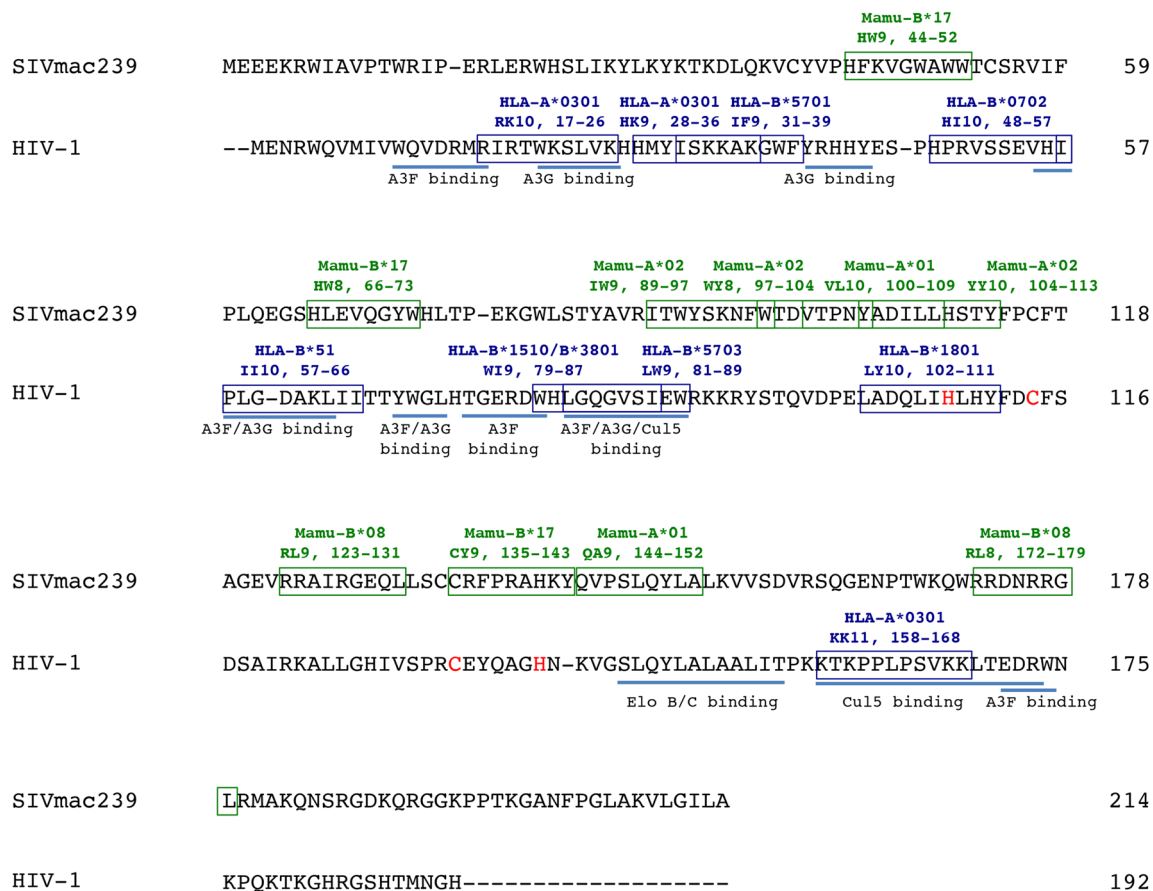 Mamu-B*17
HW9, 44-52
SIVmac239 MEEEKRWIAVPTWRIP-ERLERWHSLIKYLKYKTKDLQKVCYVPHFKVGWAWWTCSRVIF 59
HLA-A*0301 HLA-A*0301 HLA-B*5701 HLA-B*0702
RK10, 17-26 HK9, 28-36 IF9, 31-39 HI10, 48-57
HIV-1 --MENRWQVMIVWQVDRMRIRTWKSLVKHHMYISKKAKGWFYRHHYES-PHPRVSSEVHI 57
A3F binding A3G binding A3G binding
Mamu-B*17 Mamu-A*02 Mamu-A*02 Mamu-A*01 Mamu-A*02
HW8, 66-73 IW9, 89-97 WY8, 97-104 VL10, 100-109 YY10, 104-113
SIVmac239 PLQEGSHLEVQGYWHLTP-EKGWLSTYAVRITWYSKNFWTDVTPNYADILLHSTYFPCFT 118
HLA-B*51 HLA-B*1510/B*3801 HLA-B*5703 HLA-B*1801
II10, 57-66 WI9, 79-87 LW9, 81-89 LY10, 102-111
HIV-1 PLG-DAKLIITTYWGLHTGERDWHLGQGVSIEWRKKRYSTQVDPELADQLIHLHYFDCFS 116
A3F/A3G binding A3F/A3G A3F A3F/A3G/Cul5
binding binding binding
Mamu-B*08 Mamu-B*17 Mamu-A*01 Mamu-B*08
RL9, 123-131 CY9, 135-143 QA9, 144-152 RL8, 172-179
SIVmac239 AGEVRRAIRGEQLLSCCRFPRAHKYQVPSLQYLALKVVSDVRSQGENPTWKQWRRDNRRG 178
HLA-A*0301
KK11, 158-168
HIV-1 DSAIRKALLGHIVSPRCEYQAGHN-KVGSLQYLALAALITPKKTKPPLPSVKKLTEDRWN 175
Elo B/C binding Cul5 binding A3F binding
SIVmac239 LRMAKQNSRGDKQRGGKPPTKGANFPGLAKVLGILA 214
HIV-1 KPQKTKGHRGSHTMNGH------------------- 192